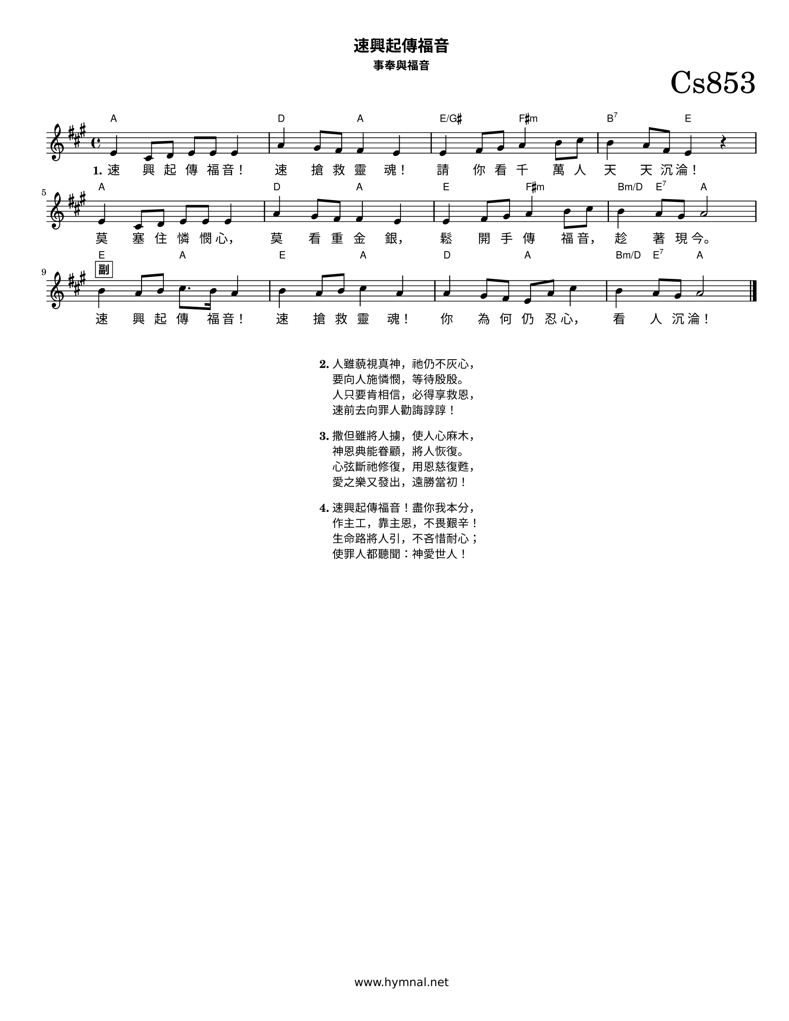 速興起傳福音
事奉與福音
Cs853
A D A E/G♯ F♯m B7 E
1. 速 興 起 傳 福 音！ 速 搶 救 靈 魂！ 請 你 看 千 萬 人 天 天 沉 淪！
5 A D A E F♯m Bm/D E7 A
莫 塞 住 憐 憫 心， 莫 看 重 金 銀， 鬆 開 手 傳 福 音， 趁 著 現 今。
E A E A D A Bm/D E7 A
9 副
速 興 起 傳 福 音！ 速 搶 救 靈 魂！ 你 為 何 仍 忍 心， 看 人 沉 淪！
2. 人雖藐視真神，祂仍不灰心，
要向人施憐憫，等待殷殷。
人只要肯相信，必得享救恩，
速前去向罪人勸誨諄諄！
3. 撒但雖將人擄，使人心麻木，
神恩典能眷顧，將人恢復。
心弦斷祂修復，用恩慈復甦，
愛之樂又發出，遠勝當初！
4. 速興起傳福音！盡你我本分，
作主工，靠主恩，不畏艱辛！
生命路將人引，不吝惜耐心；
使罪人都聽聞：神愛世人！
www.hymnal.net